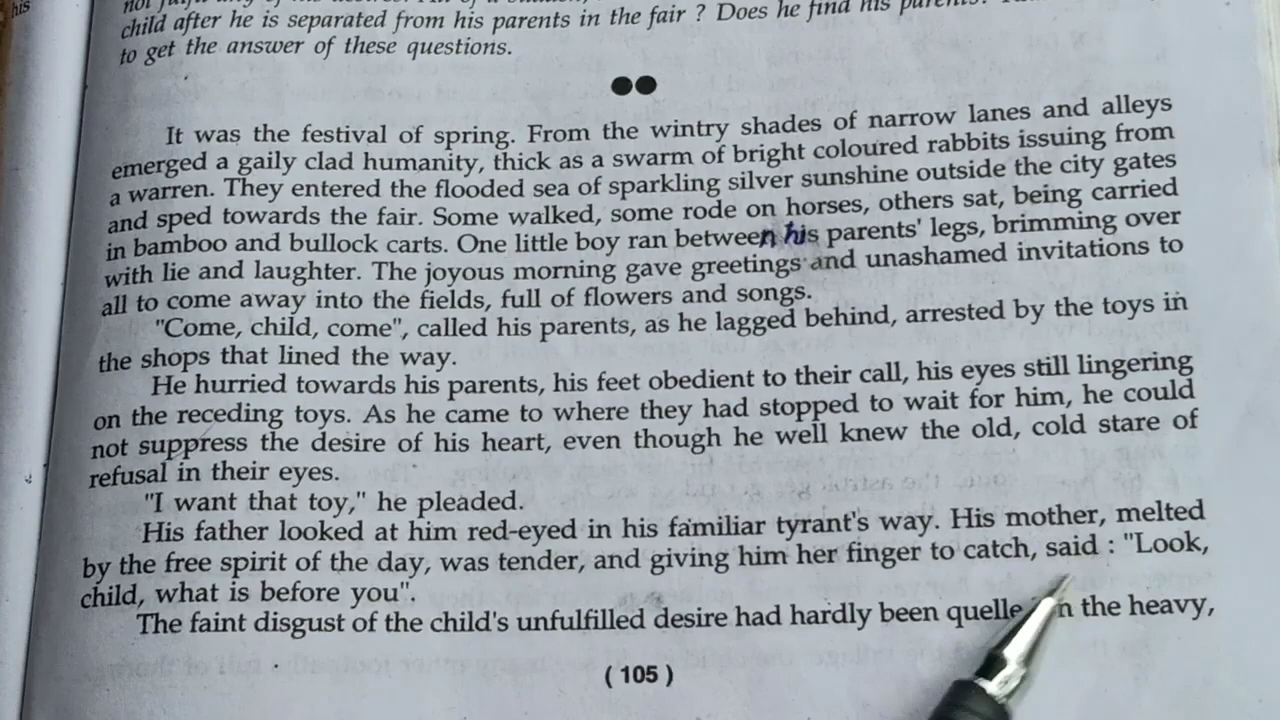 his
child after he is separated from his parents in the fair ? Does he find his parents?
to get the answer of these questions.
It was the festival of spring. From the wintry shades of narrow lanes and alleys
emerged a gaily clad humanity, thick as a swarm of bright coloured rabbits issuing from
a warren. They entered the flooded sea of sparkling silver sunshine outside the city gates
and sped towards the fair. Some walked, some rode on horses, others sat, being carried
in bamboo and bullock carts. One little boy ran between his parents' legs, brimming over
with lie and laughter. The joyous morning gave greetings and unashamed invitations to
all to come away into the fields, full of flowers and songs.
"Come, child, come", called his parents, as he lagged behind, arrested by the toys in
the shops that lined the way.
He hurried towards his parents, his feet obedient to their call, his eyes still lingering
on the receding toys. As he came to where they had stopped to wait for him, he could
not suppress the desire of his heart, even though he well knew the old, cold stare of
refusal in their eyes.
"I want that toy," he pleaded.
His father looked at him red-eyed in his familiar tyrant's way. His mother, melted
by the free spirit of the day, was tender, and giving him her finger to catch, said : "Look,
child, what is before you".
The faint disgust of the child's unfulfilled desire had hardly been the heavy,
( 105 )